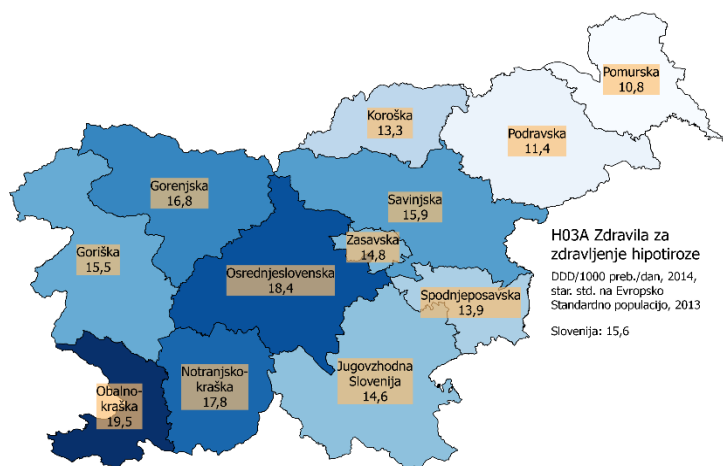 Pomurska
10,8
Koroška
13,3
Podravska
11,4
Gorenjska
16,8
Savinjska
15,9
Zasavska
14,8
Goriška
15,5
Osrednjeslovenska
18,4
Spodnjeposavska
13,9
Notranjsko-
kraška
17,8
Jugovzhodna
Slovenija
14,6
Obalno-
kraška
19,5
H03A Zdravila za
zdravljenje hipotiroze
DDD/1000 preb./dan, 2014,
star. std. na Evropsko
Standardno populacijo, 2013
Slovenija: 15,6